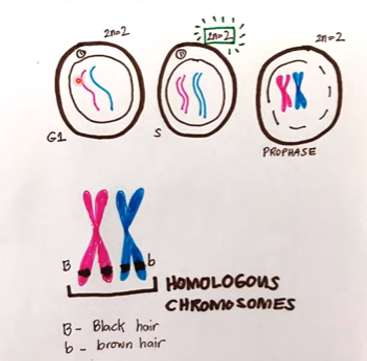 2n=2
2n=2
2n=2
G1
S
PROPHASE
B
b
HOMOLOGOUS
CHROMOSOMES
B - Black hair
b - brown hair